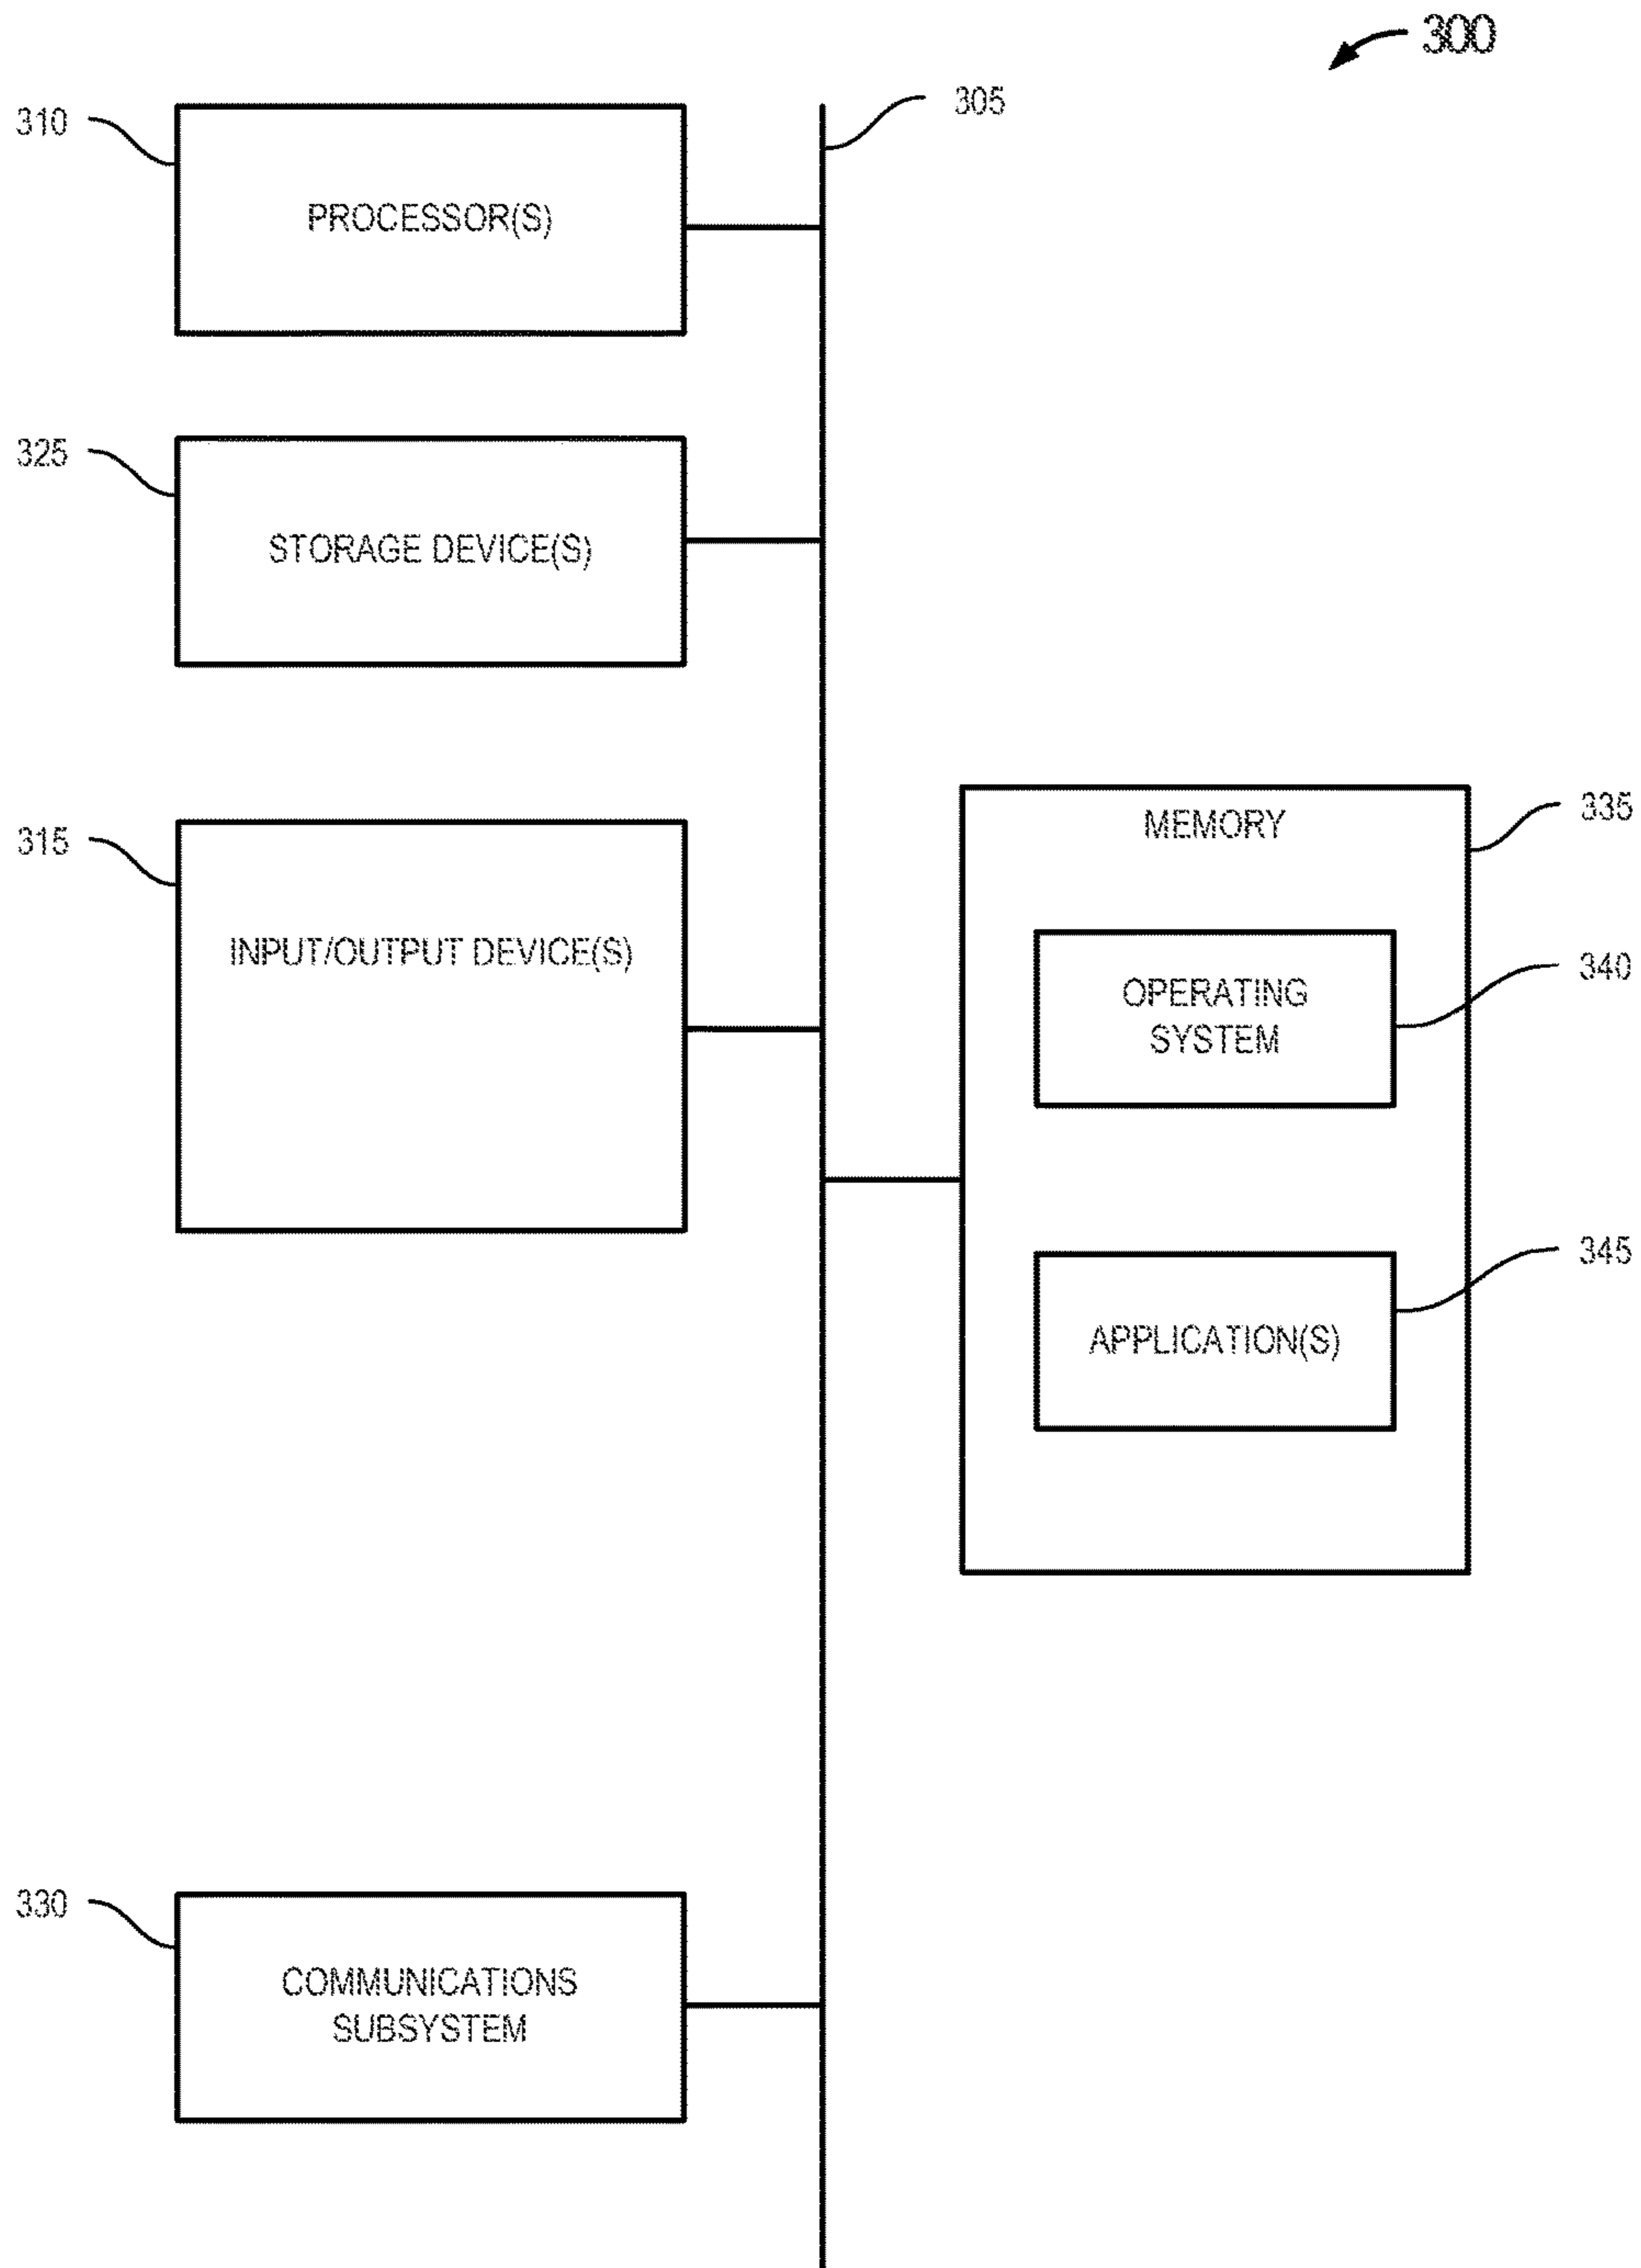 300
305
310
PROCESSOR(S)
325
STORAGE DEVICE(S)
315
INPUT/OUTPUT DEVICE(S)
335
MEMORY
340
OPERATING
SYSTEM
345
APPLICATION(S)
330
COMMUNICATIONS
SUBSYSTEM